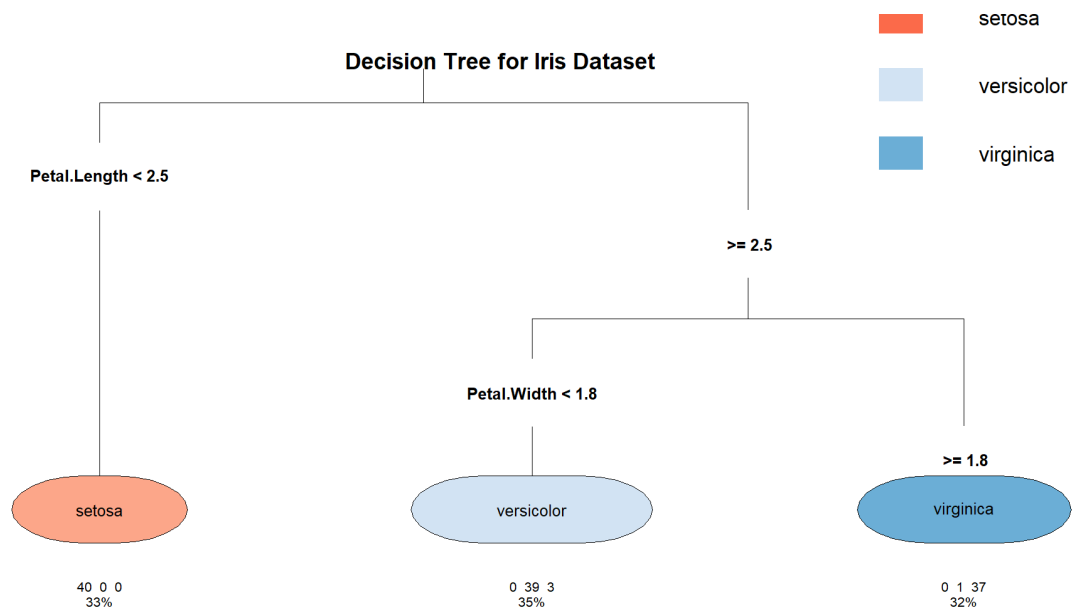 setosa
Decision Tree for Iris Dataset
versicolor
virginica
Petal.Length < 2.5
>= 2.5
Petal.Width < 1.8
>= 1.8
setosa
versicolor
virginica
40 0 0
33%
0 39 3
35%
0 1 37
32%